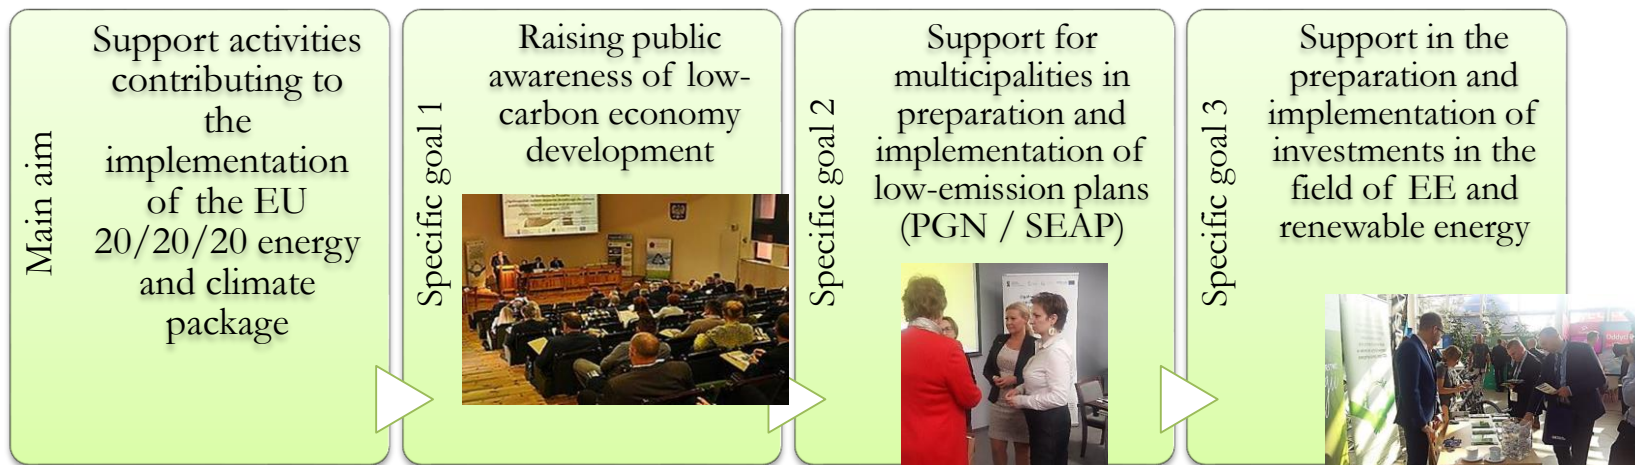 Main aim
Support activities
contributing to
the
implementation
of the EU
20/20/20 energy
and climate
package
Specific goal 1
Raising public
awareness of low-
carbon economy
development
Specific goal 2
Support for
multicipalities in
preparation and
implementation of
low-emission plans
(PGN / SEAP)
Specific goal 3
Support in the
preparation and
implementation of
investments in the
field of EE and
renewable energy